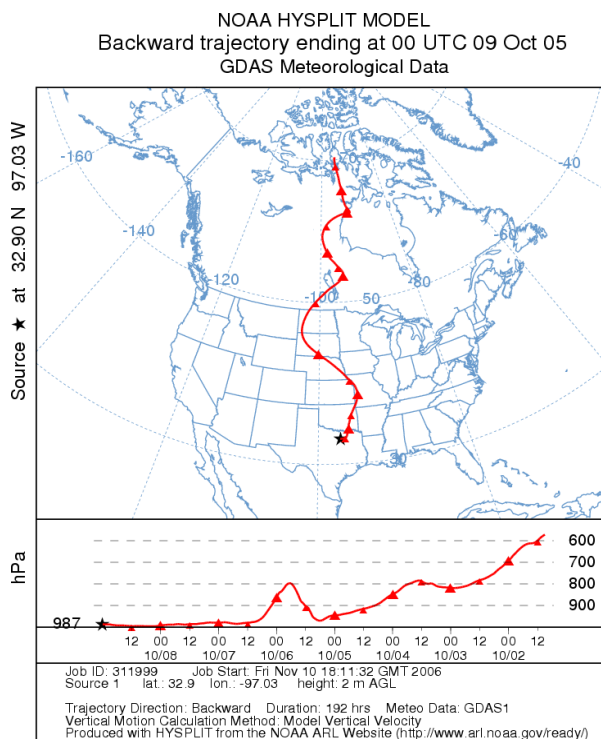 NOAA HYSPLIT MODEL
Backward trajectory ending at 00 UTC 09 Oct 05
GDAS Meteorological Data
Source ★ at 32.90 N 97.03 W
-160
-40
-140
-60
-120
-80
-100
50
30
hPa
600
700
800
900
987
12 00 12 00 12 00 12 00 12 00 12 00 12 00 12
10/08 10/07 10/06 10/05 10/04 10/03 10/02
Job ID: 311999 Job Start: Fri Nov 10 18:11:32 GMT 2006
Source 1 lat.: 32.9 lon.: -97.03 height: 2 m AGL
Trajectory Direction: Backward Duration: 192 hrs Meteo Data: GDAS1
Vertical Motion Calculation Method: Model Vertical Velocity
Produced with HYSPLIT from the NOAA ARL Website (http://www.arl.noaa.gov/ready/)